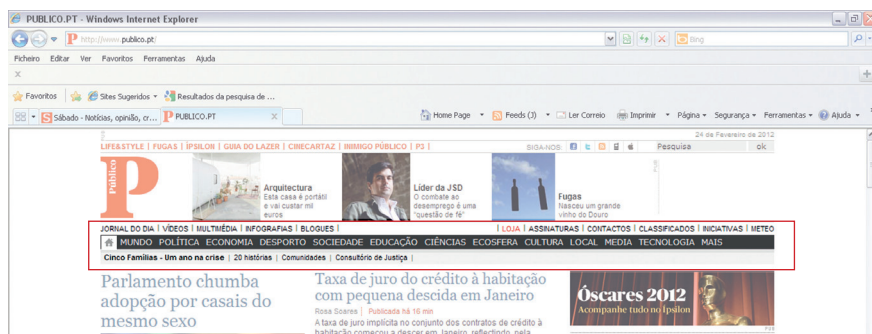 PUBLICO.PT - Windows Internet Explorer
http://www.publico.pt/
Bing
Ficheiro Editar Ver Favoritos Ferramentas Ajuda
X
Favoritos Sites Sugeridos Resultados da pesquisa de ...
Sábado - Notícias, opinião, cr... PUBLICO.PT X Home Page Feeds (J) Ler Correio Imprimir Página Segurança Ferramentas Ajuda
24 de Fevereiro de 2012
LIFE&STYLE | FUGAS | ÍPSILON | GUIA DO LAZER | CINECARTAZ | INIMIGO PÚBLICO | P3 | SIGA-NOS: Pesquisa ok
Público
P
Arquitectura
Esta casa é portátil
e vai custar mil
euros
Líder da JSD
O combate ao
desemprego é uma
"questão de fé"
Fugas
Nasceu um grande
vinho do Douro
JORNAL DO DIA | VÍDEOS | MULTIMÉDIA | INFOGRAFIAS | BLOGUES | | LOJA | ASSINATURAS | CONTACTOS | CLASSIFICADOS | INICIATIVAS | METEO
MUNDO POLÍTICA ECONOMIA DESPORTO SOCIEDADE EDUCAÇÃO CIÊNCIAS ECOSFERA CULTURA LOCAL MEDIA TECNOLOGIA MAIS
Cinco Famílias - Um ano na crise | 20 histórias | Comunidades | Consultório de Justiça |
Parlamento chumba
adopção por casais do
mesmo sexo
Taxa de juro do crédito à habitação
com pequena descida em Janeiro
Rosa Soares | Publicada há 16 min
A taxa de juro implícita no conjunto dos contratos de crédito à
habitação começou a descer em Janeiro, reflectindo, pela
Óscares 2012
Acompanhe tudo no Ipsilon
PUB